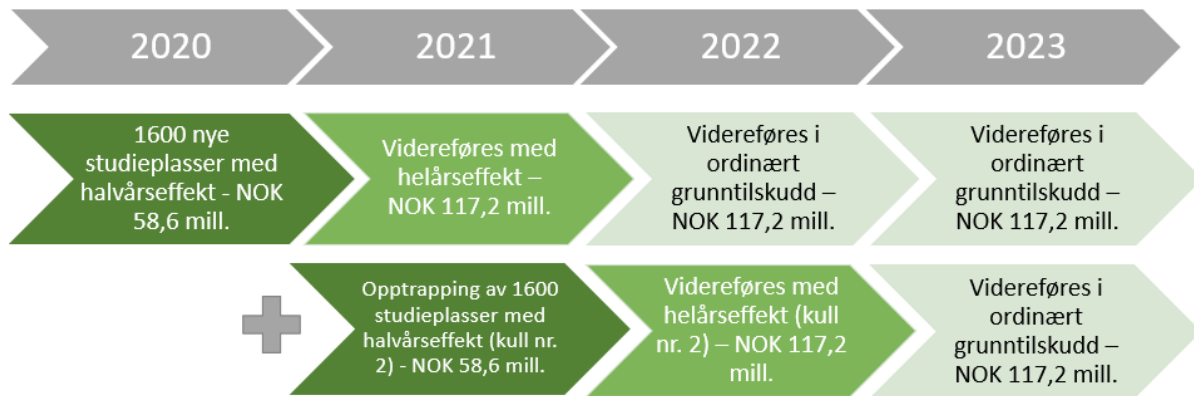 2020
2021
2022
2023
1600 nye
studieplasser med
halvårseffekt - NOK
58,6 mill.
Videreføres med
helårseffekt –
NOK 117,2 mill.
Videreføres i
ordinært
grunntilskudd –
NOK 117,2 mill.
Videreføres i
ordinært
grunntilskudd –
NOK 117,2 mill.
Opptrapping av 1600
studieplasser med
halvårseffekt (kull nr.
2) - NOK 58,6 mill.
Videreføres med
helårseffekt (kull
nr. 2) – NOK 117,2
mill.
Videreføres i
ordinært
grunntilskudd –
NOK 117,2 mill.